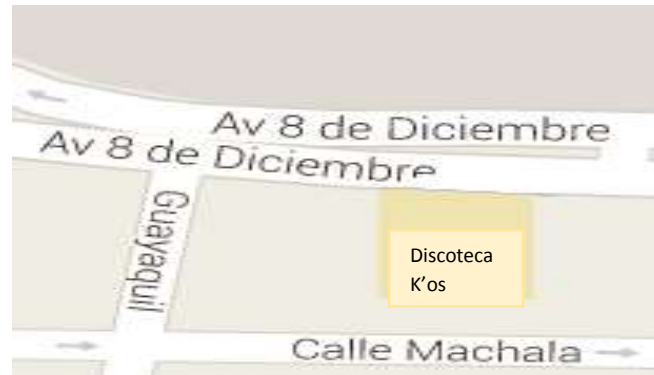 Av 8 de Diciembre
Av 8 de Diciembre
Guayaquil
Discoteca
K’os
Calle Machala